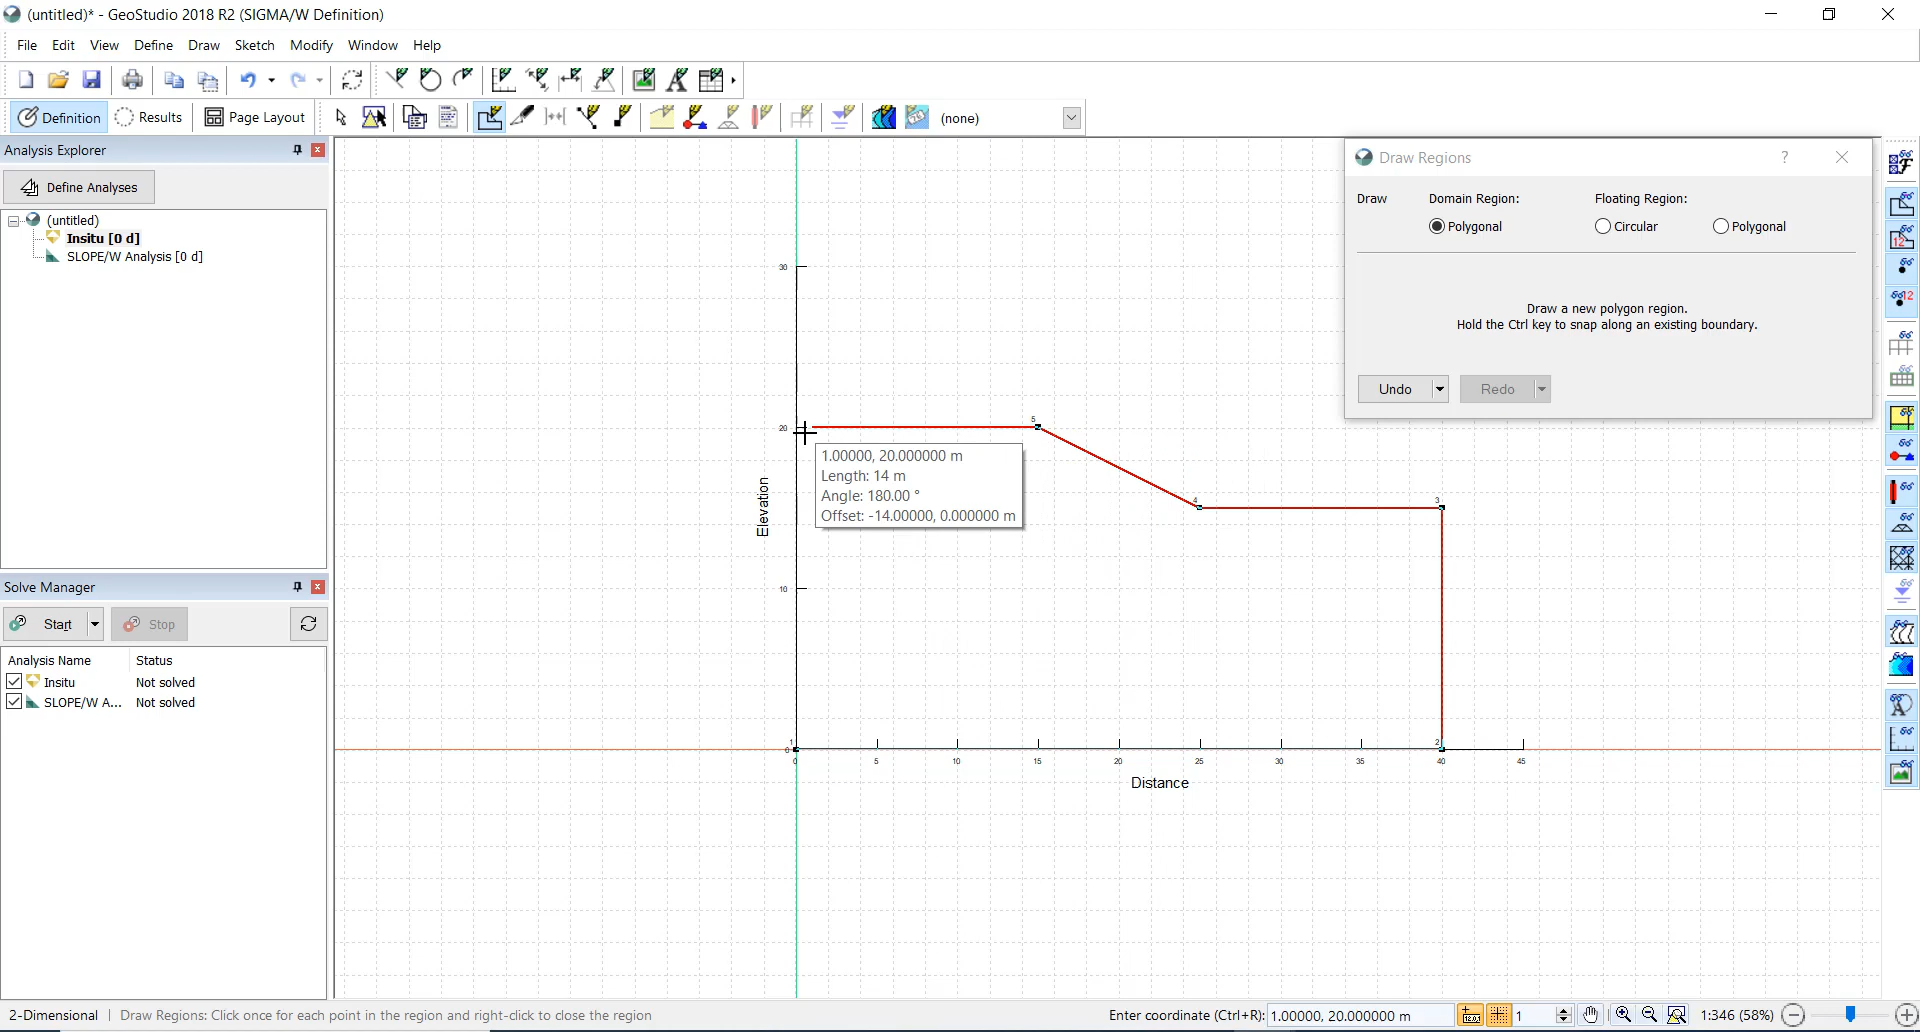 (untitled)* - GeoStudio 2018 R2 (SIGMA/W Definition)
File Edit View Define Draw Sketch Modify Window Help
Definition Results Page Layout (none)
Analysis Explorer
Define Analyses
(untitled)
Insitu [0 d]
SLOPE/W Analysis [0 d]
Solve Manager
Start Stop
Analysis Name Status
Insitu Not solved
SLOPE/W A... Not solved
Draw Regions ?
Draw Domain Region: Floating Region:
Polygonal Circular Polygonal
Draw a new polygon region.
Hold the Ctrl key to snap along an existing boundary.
Undo Redo
30
20
10
0
Elevation
5
4
3
1
2
1.00000, 20.000000 m
Length: 14 m
Angle: 180.00 °
Offset: -14.00000, 0.000000 m
0 5 10 15 20 25 30 35 40 45
Distance
2-Dimensional Draw Regions: Click once for each point in the region and right-click to close the region
Enter coordinate (Ctrl+R): 1.00000, 20.000000 m 1 1:346 (58%)